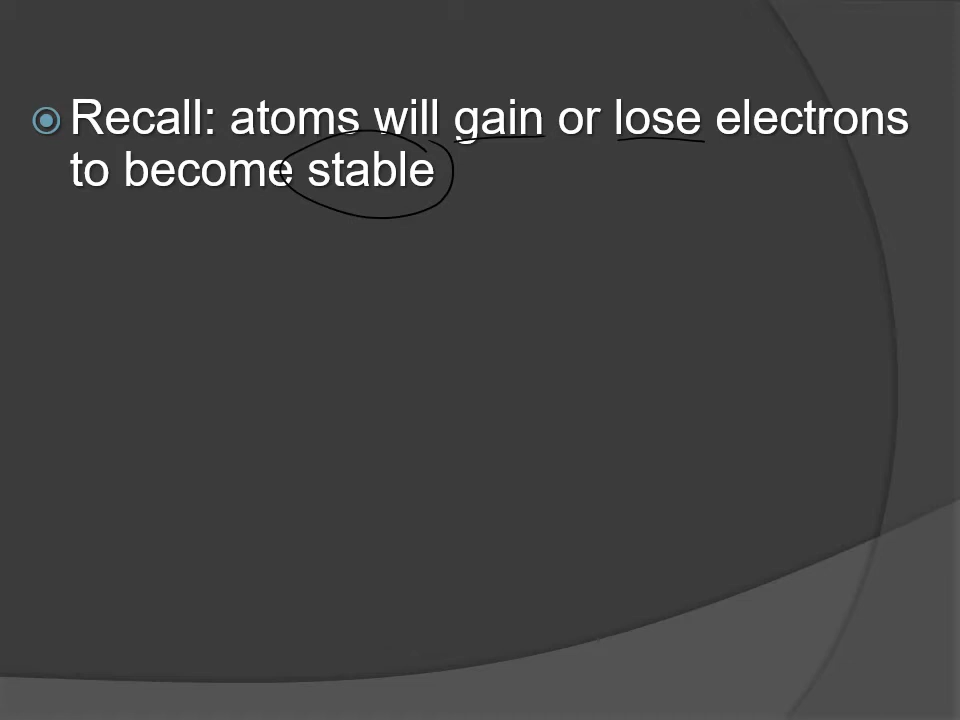 Recall: atoms will gain or lose electrons
to become stable